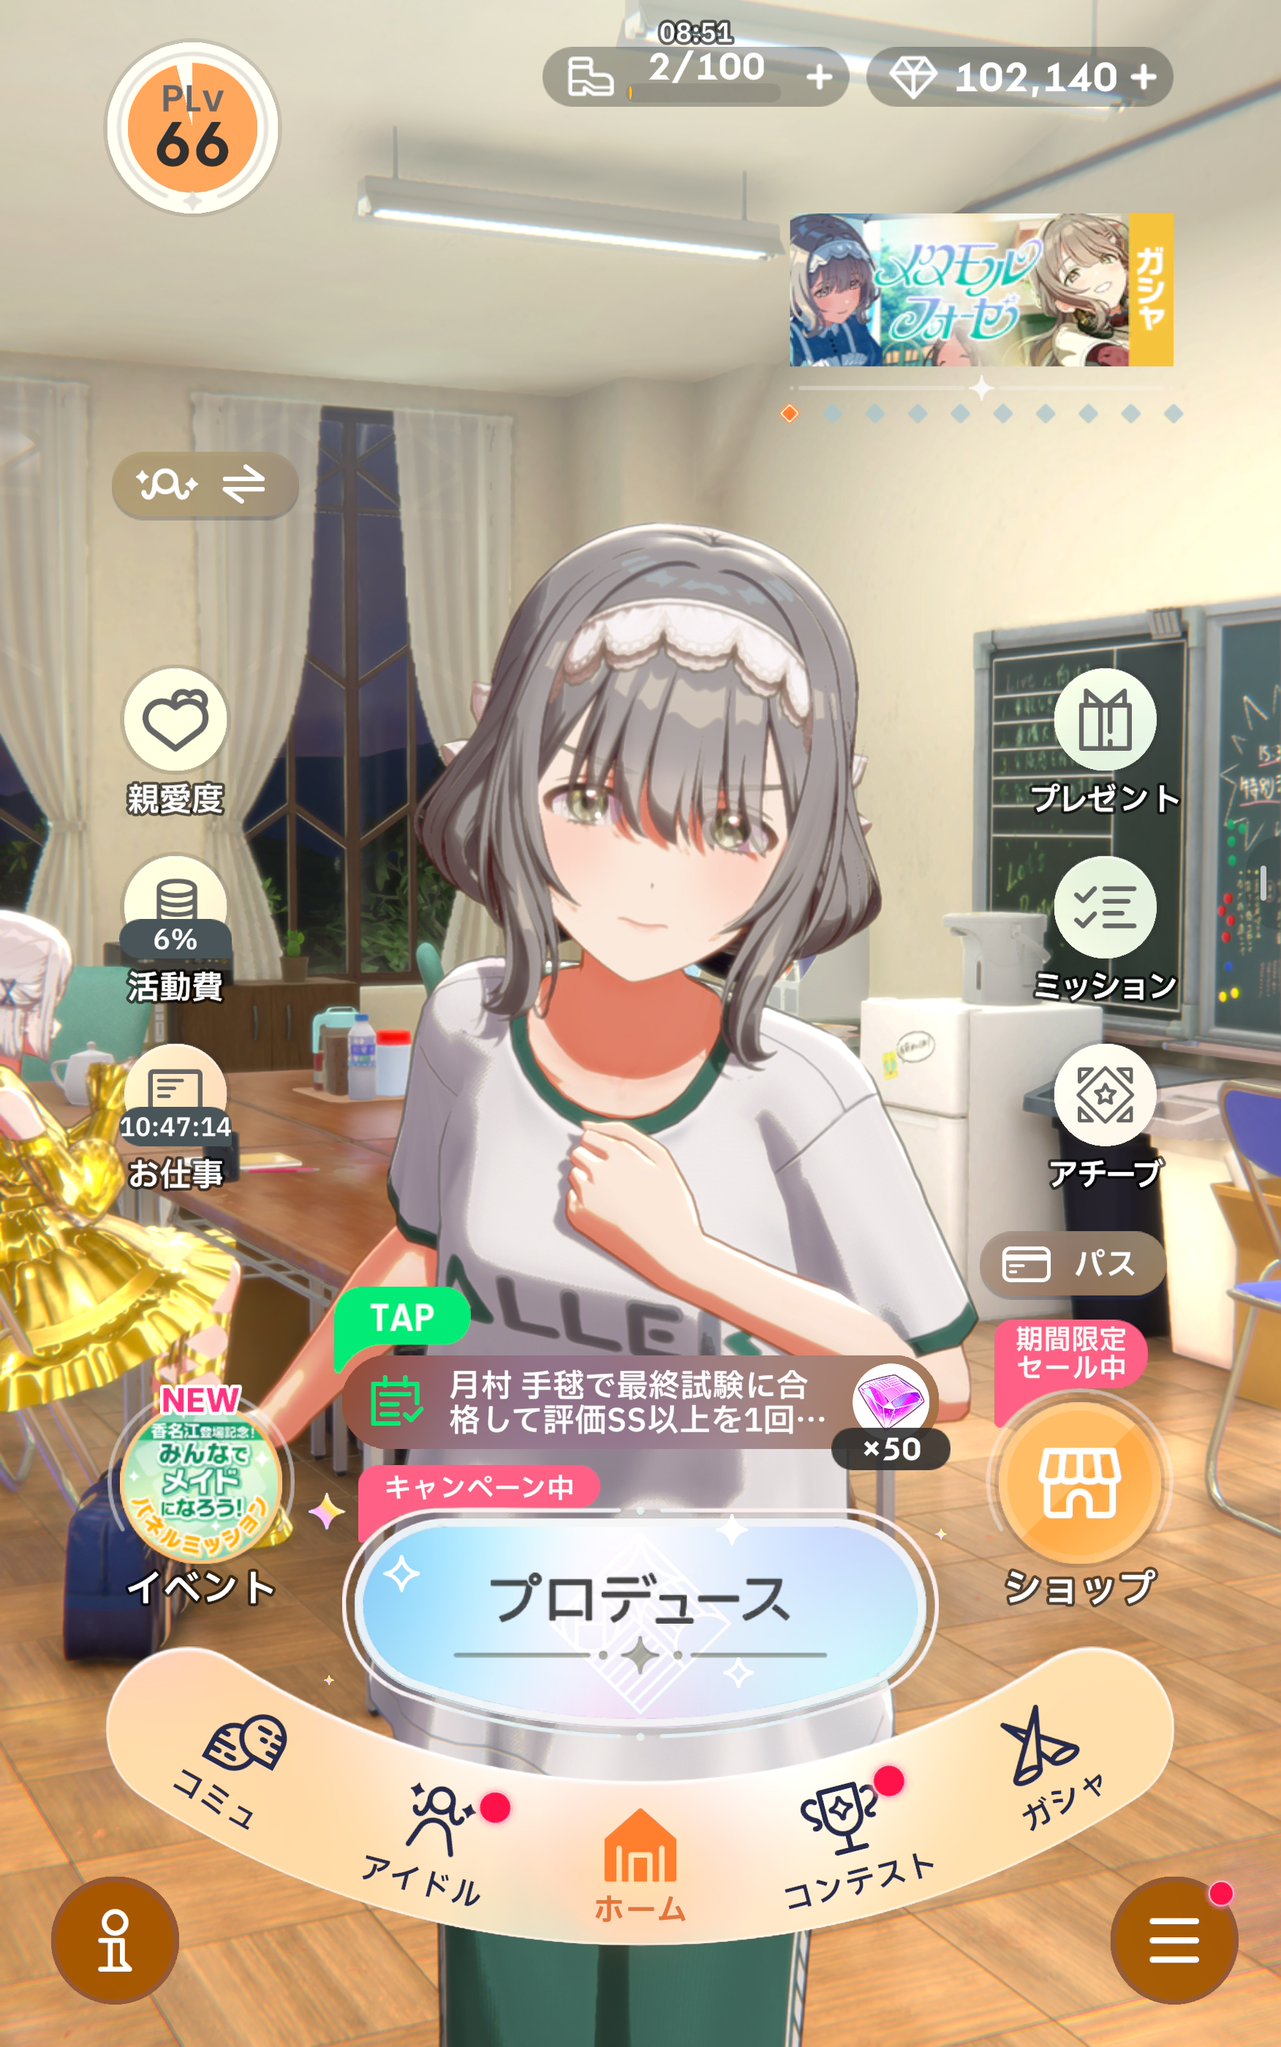 08:51
PLv
66
2/100
102,140
メタモル
フォーゼ
ガシャ
親愛度
6%
活動費
10:47:14
お仕事
プレゼント
ミッション
アチーブ
パス
期間限定
セール中
TAP
月村 手毬で最終試験に合
格して評価SS以上を1回…
×50
NEW
香名江登場記念!
みんなで
メイド
になろう!
パネルミッション
イベント
キャンペーン中
プロデュース
ショップ
コミュ
アイドル
ホーム
コンテスト
ガシャ